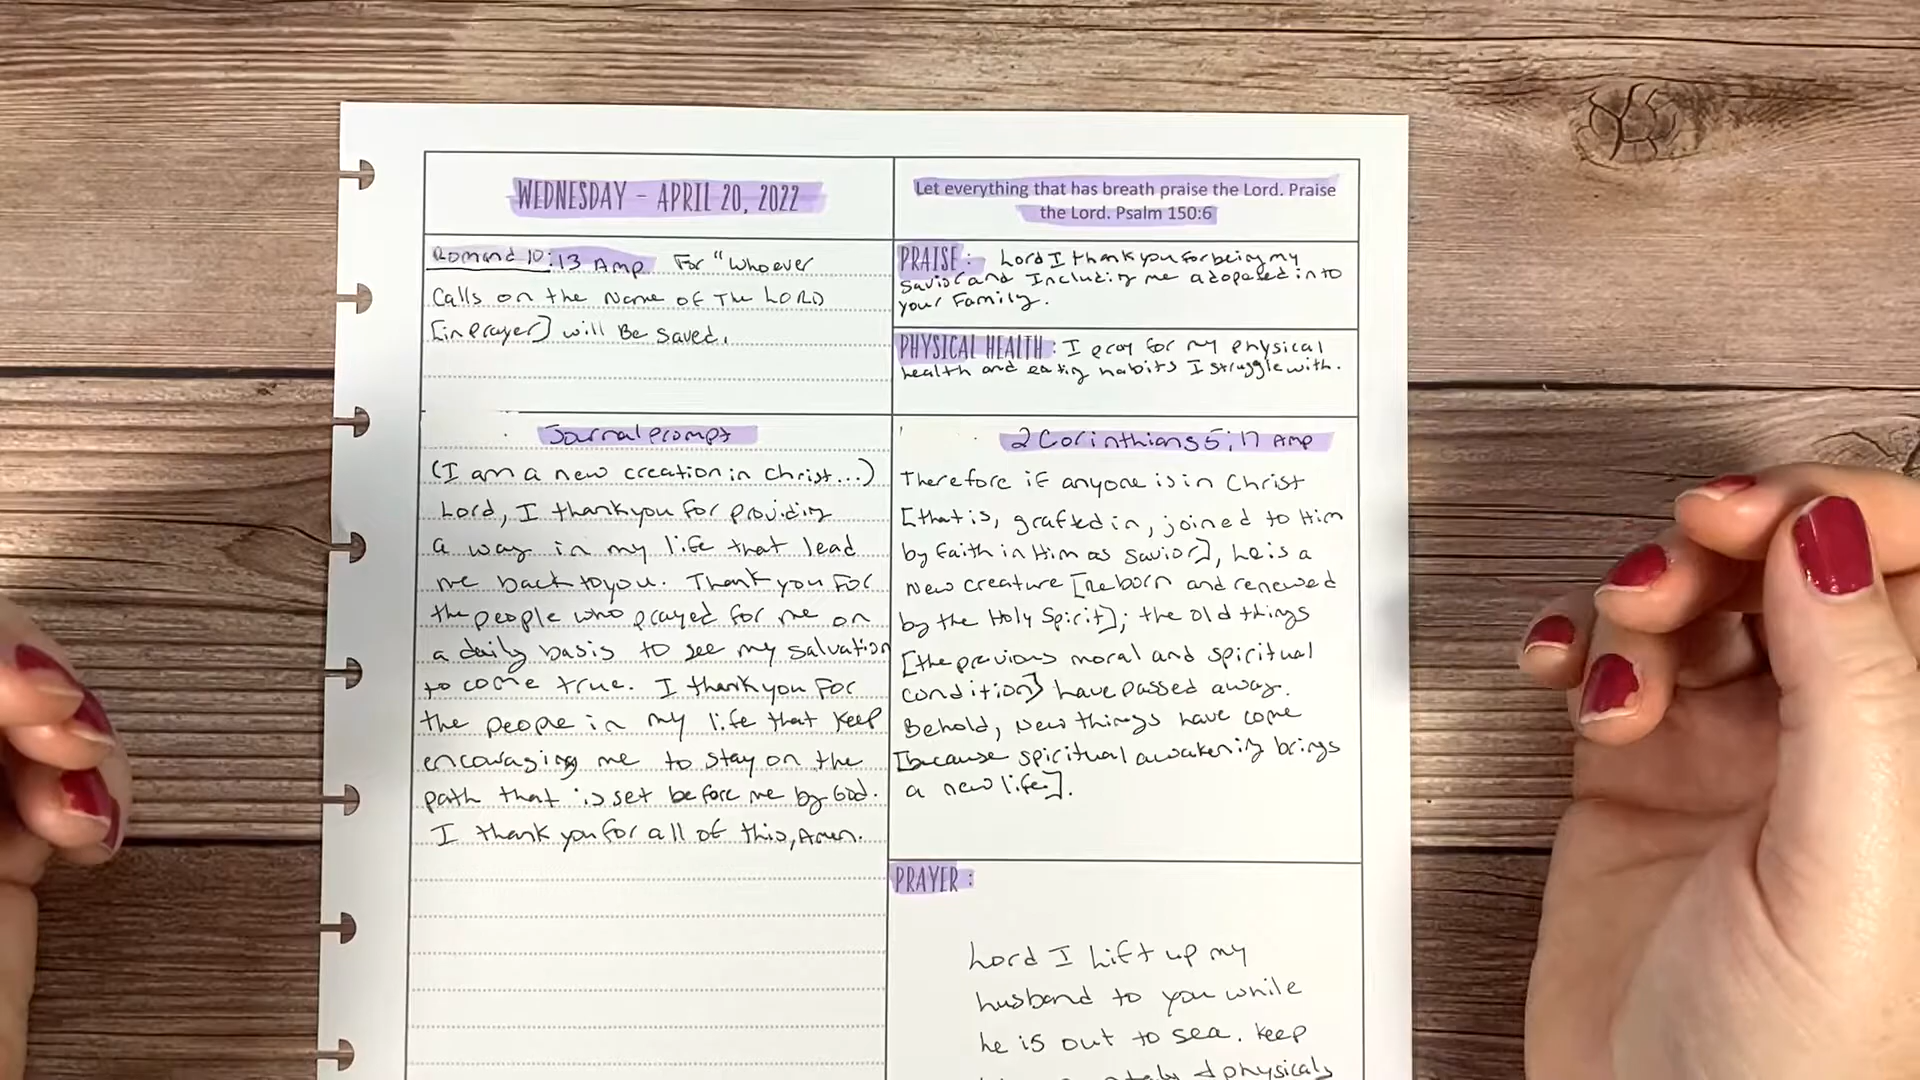 WEDNESDAY - APRIL 20, 2022
Let everything that has breath praise the Lord. Praise
the Lord. Psalm 150:6
Romand 10:13 Amp For "Whoever
Calls on the Name of The LORD
[in Prayer] will Be saved.
PRAISE: Lord I thank you for being my
Savior and Including me adopted into
your Family.
PHYSICAL HEALTH: I pray for my physical
health and eating habits I struggle with.
Journal prompt
(I am a new creation in Christ...)
Lord, I thank you for providing
a way in my life that lead
me back to you. Thank you For
the people who prayed for me on
a daily basis to see my salvation
to come true. I thank you For
the people in my life that keep
encouraging me to stay on the
path that is set before me by God.
I thank you for all of this, Amen.
2 Corinthians 5:17 AMP
Therefore if anyone is in Christ
[that is, grafted in, joined to Him
by faith in Him as savior], he is a
new creature [reborn and renewed
by the Holy Spirit]; the old things
[the previous moral and spiritual
condition] have passed away.
Behold, new things have come
[because spiritual awakening brings
a new life].
PRAYER:
Lord I Lift up my
husband to you while
he is out to sea. keep
physically